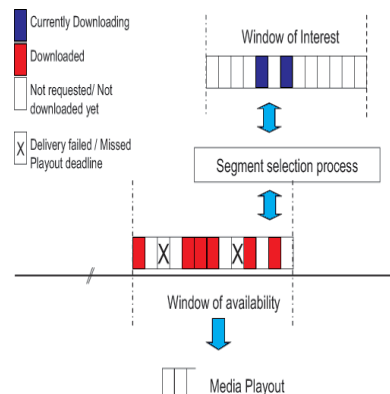 Currently Downloading
Downloaded
Not requested/ Not
downloaded yet
X
Delivery failed / Missed
Playout deadline
Window of Interest
Segment selection process
X
X
Window of availability
Media Playout